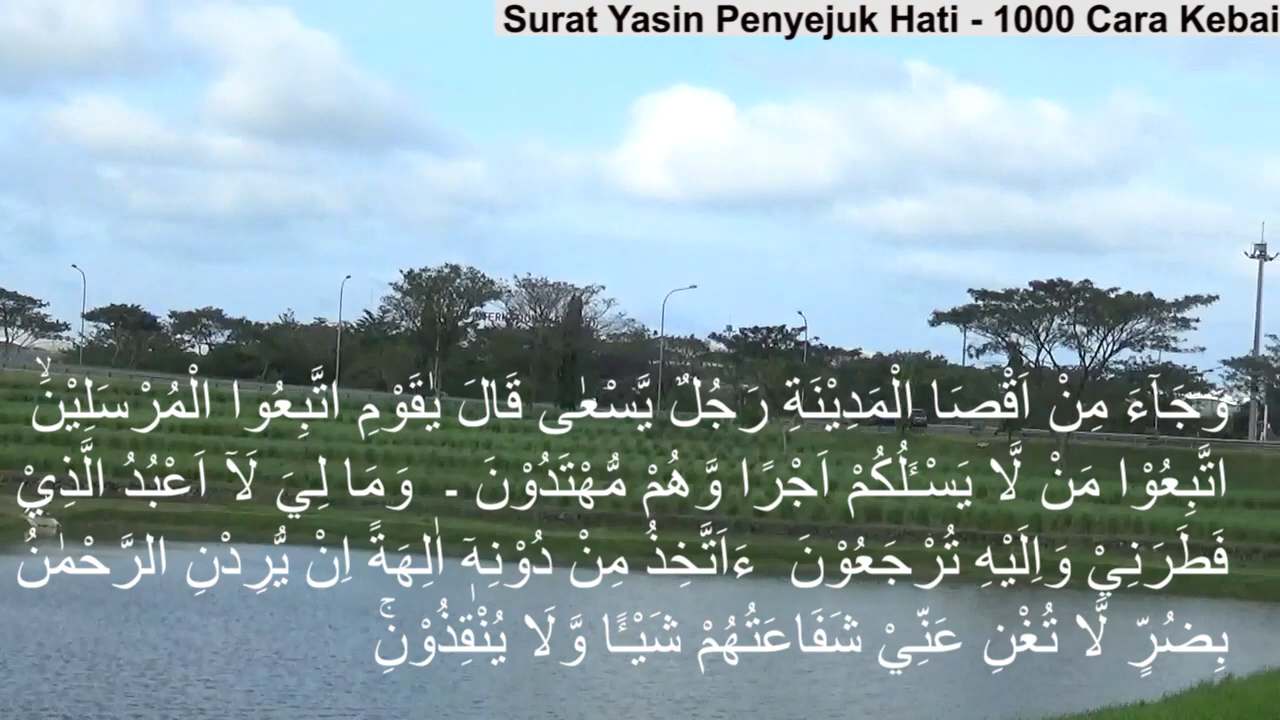 Surat Yasin Penyejuk Hati - 1000 Cara Kebai
وَجَآءَ مِنْ اَقْصَا الْمَدِيْنَةِ رَجُلٌ يَّسْعٰى قَالَ يٰقَوْمِ اتَّبِعُوا الْمُرْسَلِيْنَۙ
اتَّبِعُوْا مَنْ لَّا يَسْـَٔلُكُمْ اَجْرًا وَّهُمْ مُّهْتَدُوْنَ - وَمَا لِيَ لَآ اَعْبُدُ الَّذِيْ
فَطَرَنِيْ وَاِلَيْهِ تُرْجَعُوْنَ ءَاَتَّخِذُ مِنْ دُوْنِهٖٓ اٰلِهَةً اِنْ يُّرِدْنِ الرَّحْمٰنُ
بِضُرٍّ لَّا تُغْنِ عَنِّيْ شَفَاعَتُهُمْ شَيْـًٔا وَّلَا يُنْقِذُوْنِۚ